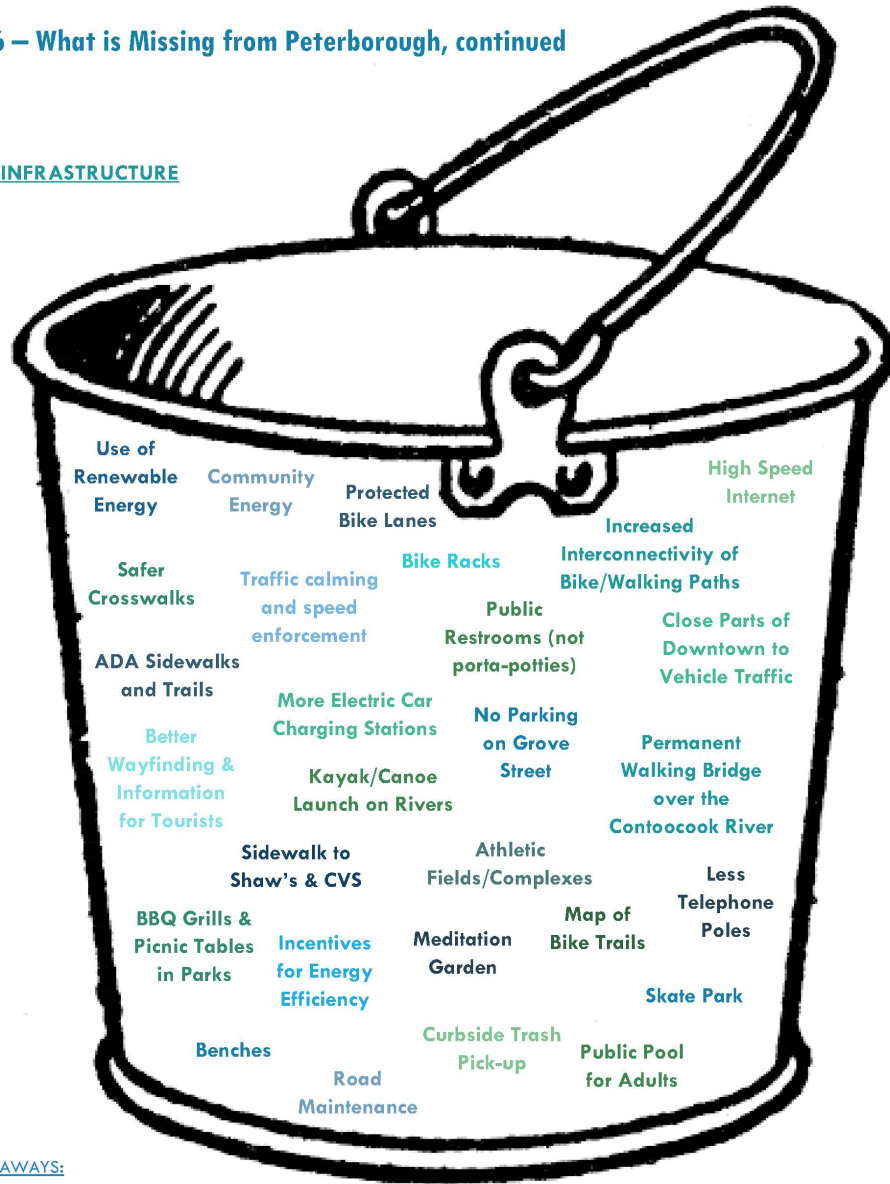 6 – What is Missing from Peterborough, continued
INFRASTRUCTURE
Use of
Renewable
Energy
Community
Energy
Protected
Bike Lanes
High Speed
Internet
Increased
Interconnectivity of
Bike/Walking Paths
Bike Racks
Safer
Crosswalks
Traffic calming
and speed
enforcement
Public
Restrooms (not
porta-potties)
Close Parts of
Downtown to
Vehicle Traffic
ADA Sidewalks
and Trails
More Electric Car
Charging Stations
No Parking
on Grove
Street
Better
Wayfinding &
Information
for Tourists
Permanent
Walking Bridge
over the
Contoocook River
Kayak/Canoe
Launch on Rivers
Sidewalk to
Shaw's & CVS
Athletic
Fields/Complexes
Less
Telephone
Poles
BBQ Grills &
Picnic Tables
in Parks
Incentives
for Energy
Efficiency
Meditation
Garden
Map of
Bike Trails
Skate Park
Benches
Curbside Trash
Pick-up
Public Pool
for Adults
Road
Maintenance
AWAYS: